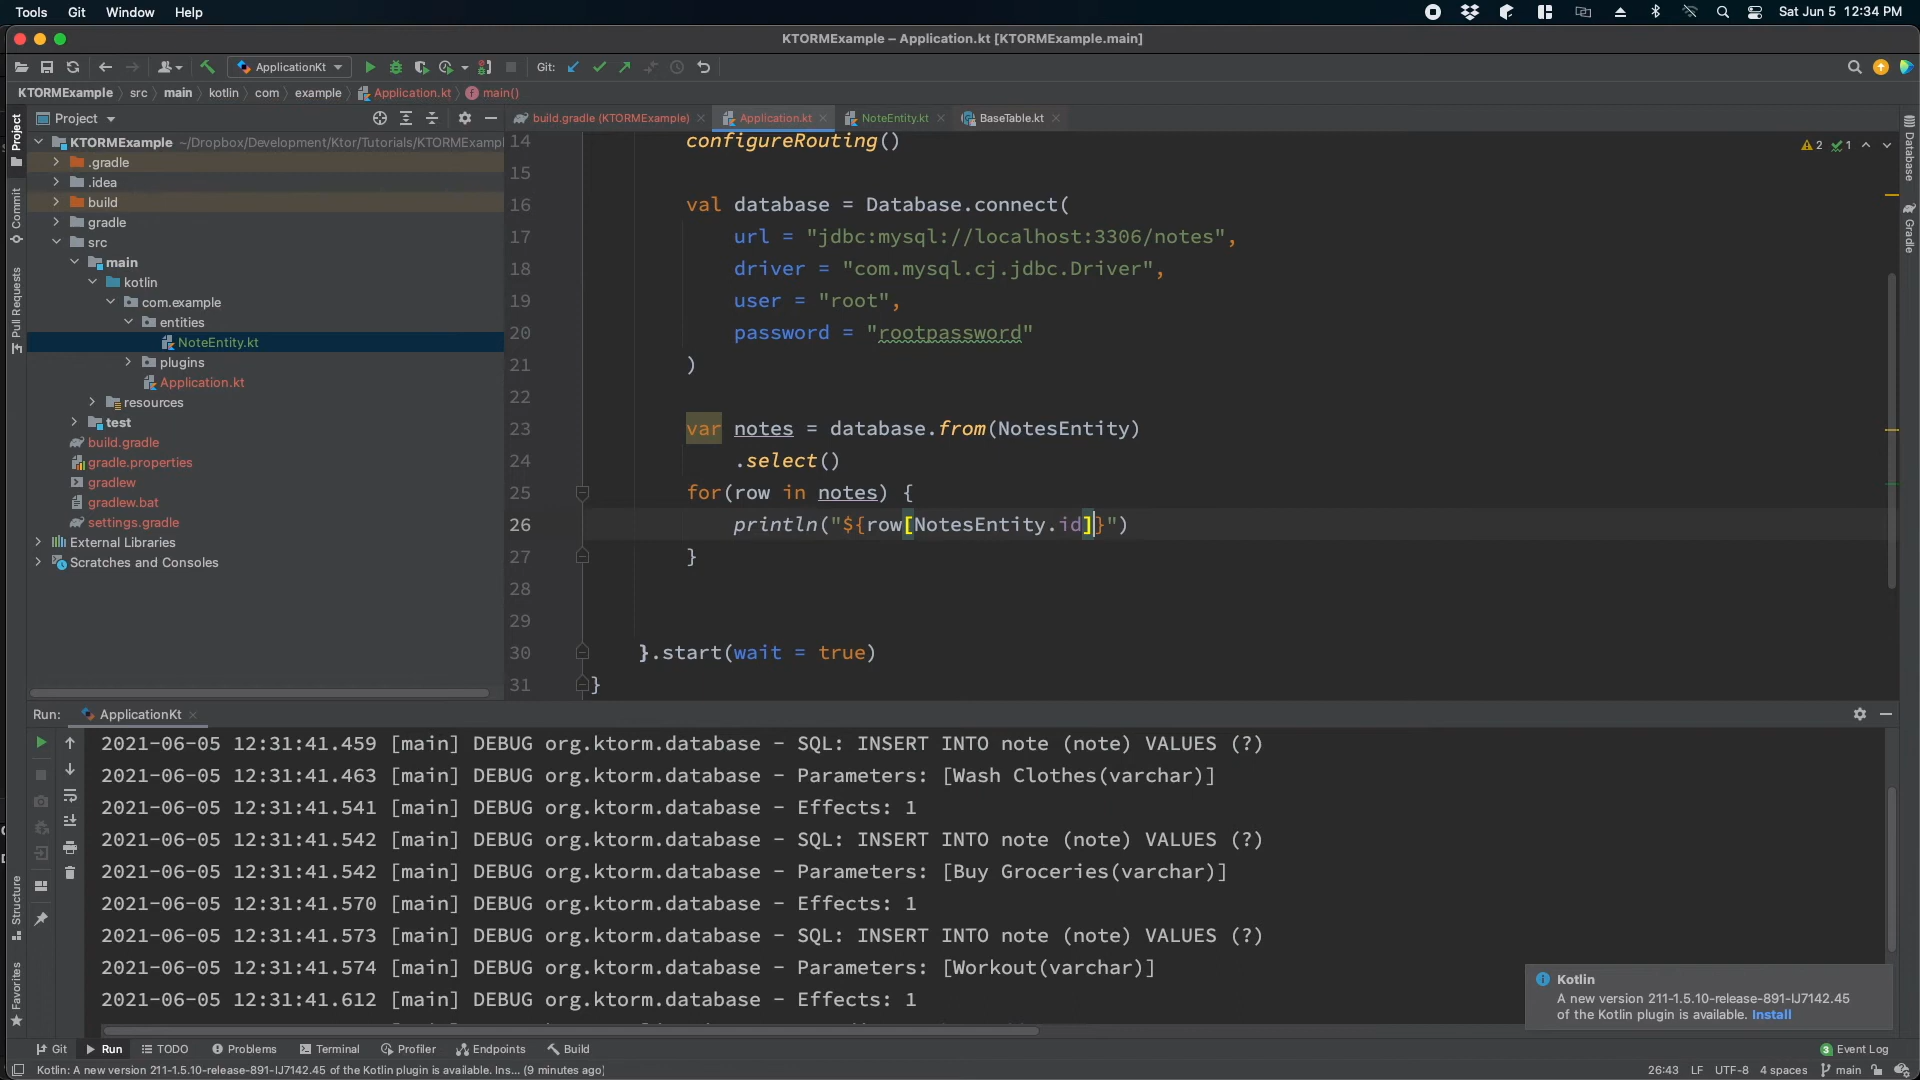 Tools Git Window Help Sat Jun 5 12:34 PM
KTORMExample – Application.kt [KTORMExample.main]
ApplicationKt Git:
KTORMExample src main kotlin com example Application.kt main()
Project build.gradle (KTORMExample) Application.kt NoteEntity.kt BaseTable.kt
KTORMExample ~/Dropbox/Development/Ktor/Tutorials/KTORMExampl
.gradle
.idea
build
gradle
src
main
kotlin
com.example
entities
NoteEntity.kt
plugins
Application.kt
resources
test
build.gradle
gradle.properties
gradlew
gradlew.bat
settings.gradle
External Libraries
Scratches and Consoles
Project
Commit
Pull Requests
Structure
Favorites
Database
Gradle
2 1
14 configureRouting()
15
16 val database = Database.connect(
17 url = "jdbc:mysql://localhost:3306/notes",
18 driver = "com.mysql.cj.jdbc.Driver",
19 user = "root",
20 password = "rootpassword"
21 )
22
23 var notes = database.from(NotesEntity)
24 .select()
25 for(row in notes) {
26 println("${row[NotesEntity.id]}")
27 }
28
29
30 }.start(wait = true)
31 }
Run: ApplicationKt
2021-06-05 12:31:41.459 [main] DEBUG org.ktorm.database - SQL: INSERT INTO note (note) VALUES (?)
2021-06-05 12:31:41.463 [main] DEBUG org.ktorm.database - Parameters: [Wash Clothes(varchar)]
2021-06-05 12:31:41.541 [main] DEBUG org.ktorm.database - Effects: 1
2021-06-05 12:31:41.542 [main] DEBUG org.ktorm.database - SQL: INSERT INTO note (note) VALUES (?)
2021-06-05 12:31:41.542 [main] DEBUG org.ktorm.database - Parameters: [Buy Groceries(varchar)]
2021-06-05 12:31:41.570 [main] DEBUG org.ktorm.database - Effects: 1
2021-06-05 12:31:41.573 [main] DEBUG org.ktorm.database - SQL: INSERT INTO note (note) VALUES (?)
2021-06-05 12:31:41.574 [main] DEBUG org.ktorm.database - Parameters: [Workout(varchar)]
2021-06-05 12:31:41.612 [main] DEBUG org.ktorm.database - Effects: 1
Kotlin
A new version 211-1.5.10-release-891-IJ7142.45
of the Kotlin plugin is available. Install
Git Run TODO Problems Terminal Profiler Endpoints Build 3 Event Log
Kotlin: A new version 211-1.5.10-release-891-IJ7142.45 of the Kotlin plugin is available. Ins... (9 minutes ago) 26:43 LF UTF-8 4 spaces main